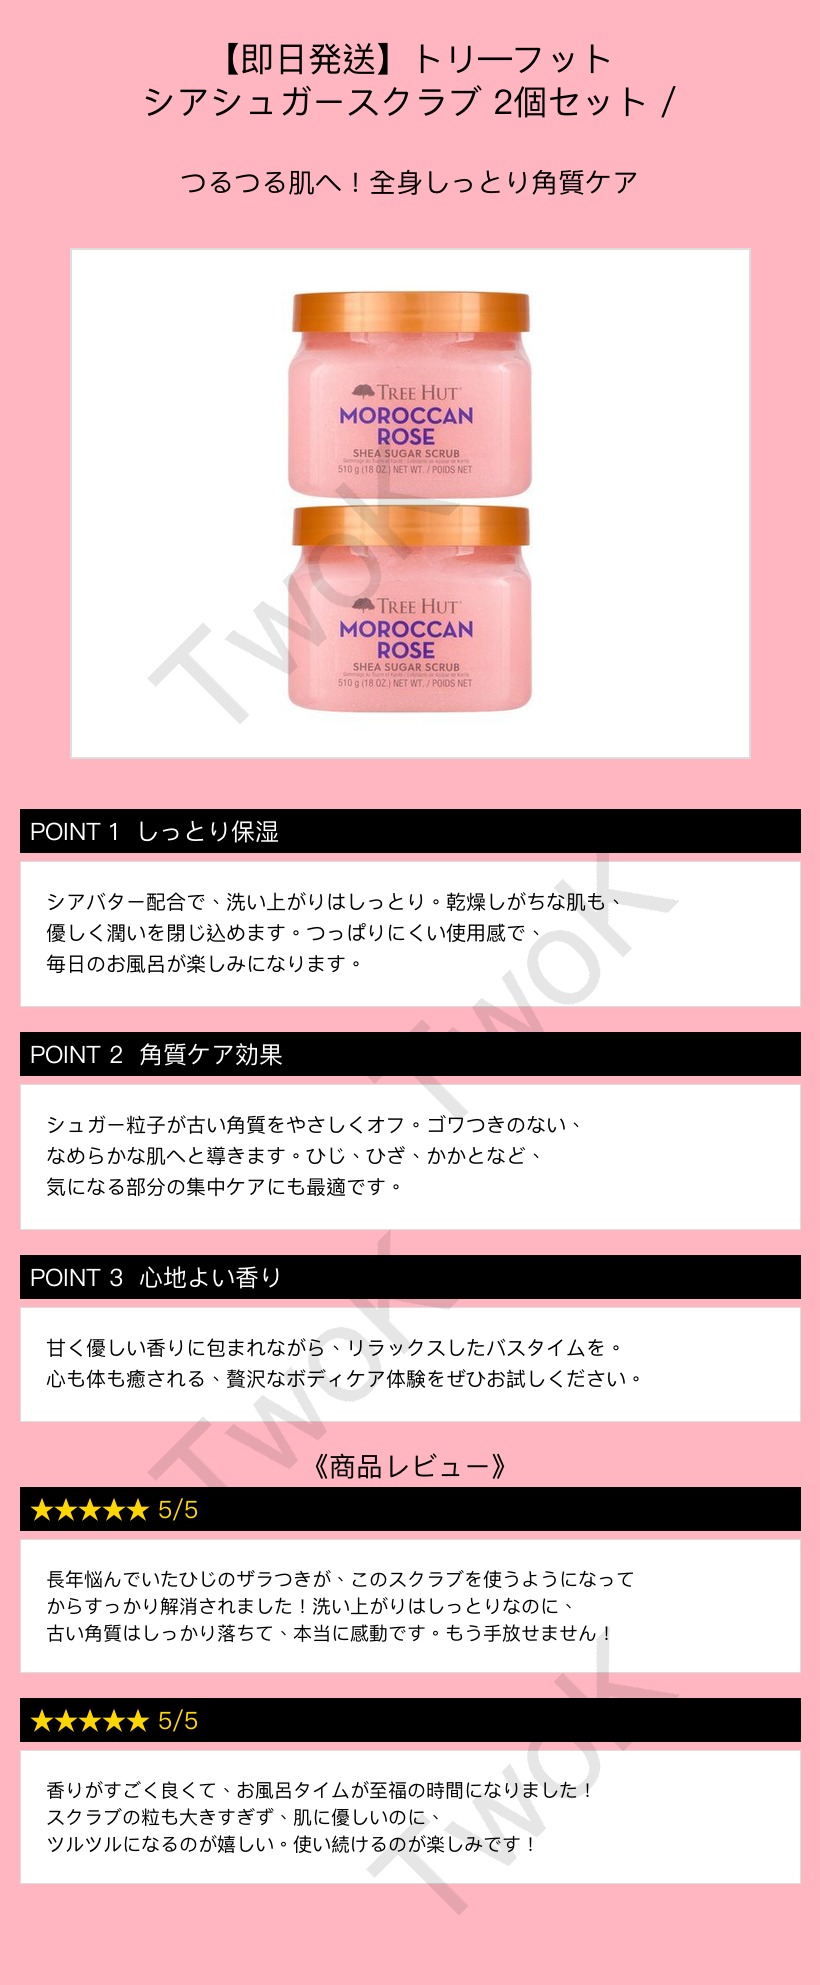 【即日発送】トリーフット
シアシュガースクラブ 2個セット /
つるつる肌へ！全身しっとり角質ケア
TREE HUT
MOROCCAN
ROSE
SHEA SUGAR SCRUB
510 g (18 OZ.) NET WT. / POIDS NET
TREE HUT
MOROCCAN
ROSE
SHEA SUGAR SCRUB
510 g (18 OZ.) NET WT. / POIDS NET
TwoK
POINT 1 しっとり保湿
シアバター配合で、洗い上がりはしっとり。乾燥しがちな肌も、
優しく潤いを閉じ込めます。つっぱりにくい使用感で、
毎日のお風呂が楽しみになります。
TwoK
POINT 2 角質ケア効果
シュガー粒子が古い角質をやさしくオフ。ゴワつきのない、
なめらかな肌へと導きます。ひじ、ひざ、かかとなど、
気になる部分の集中ケアにも最適です。
POINT 3 心地よい香り
甘く優しい香りに包まれながら、リラックスしたバスタイムを。
心も体も癒される、贅沢なボディケア体験をぜひお試しください。
TwoK
《商品レビュー》
★★★★★ 5/5
長年悩んでいたひじのザラつきが、このスクラブを使うようになって
からすっかり解消されました！洗い上がりはしっとりなのに、
古い角質はしっかり落ちて、本当に感動です。もう手放せません！
★★★★★ 5/5
香りがすごく良くて、お風呂タイムが至福の時間になりました！
スクラブの粒も大きすぎず、肌に優しいのに、
ツルツルになるのが嬉しい。使い続けるのが楽しみです！
TwoK